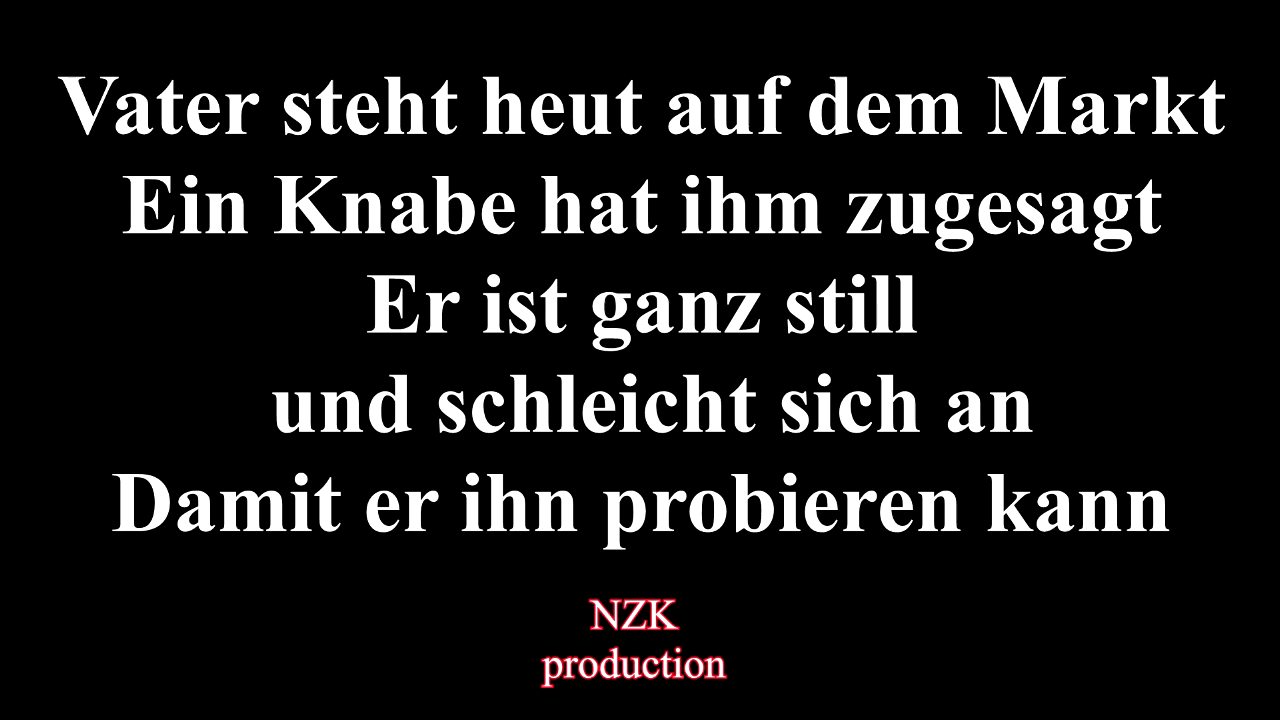 Vater steht heut auf dem Markt
Ein Knabe hat ihm zugesagt
Er ist ganz still
und schleicht sich an
Damit er ihn probieren kann
NZK
production